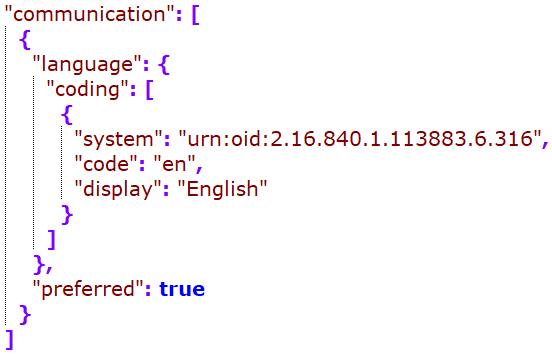 "communication": [
{
"language": {
"coding": [
{
"system": "urn:oid:2.16.840.1.113883.6.316",
"code": "en",
"display": "English"
}
]
},
"preferred": true
}
]